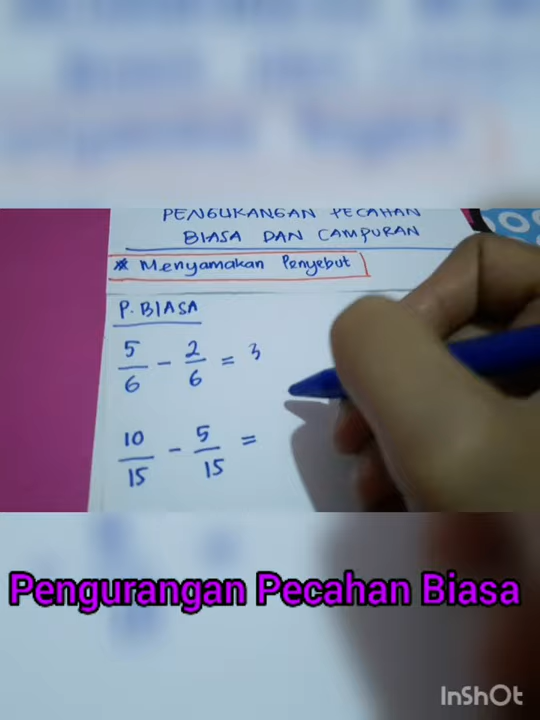 PENGURANGAN PECAHAN
BIASA DAN CAMPURAN
* Menyamakan Penyebut
P. BIASA
5/6 - 2/6 = 3
10/15 - 5/15 =
Pengurangan Pecahan Biasa
InShOt